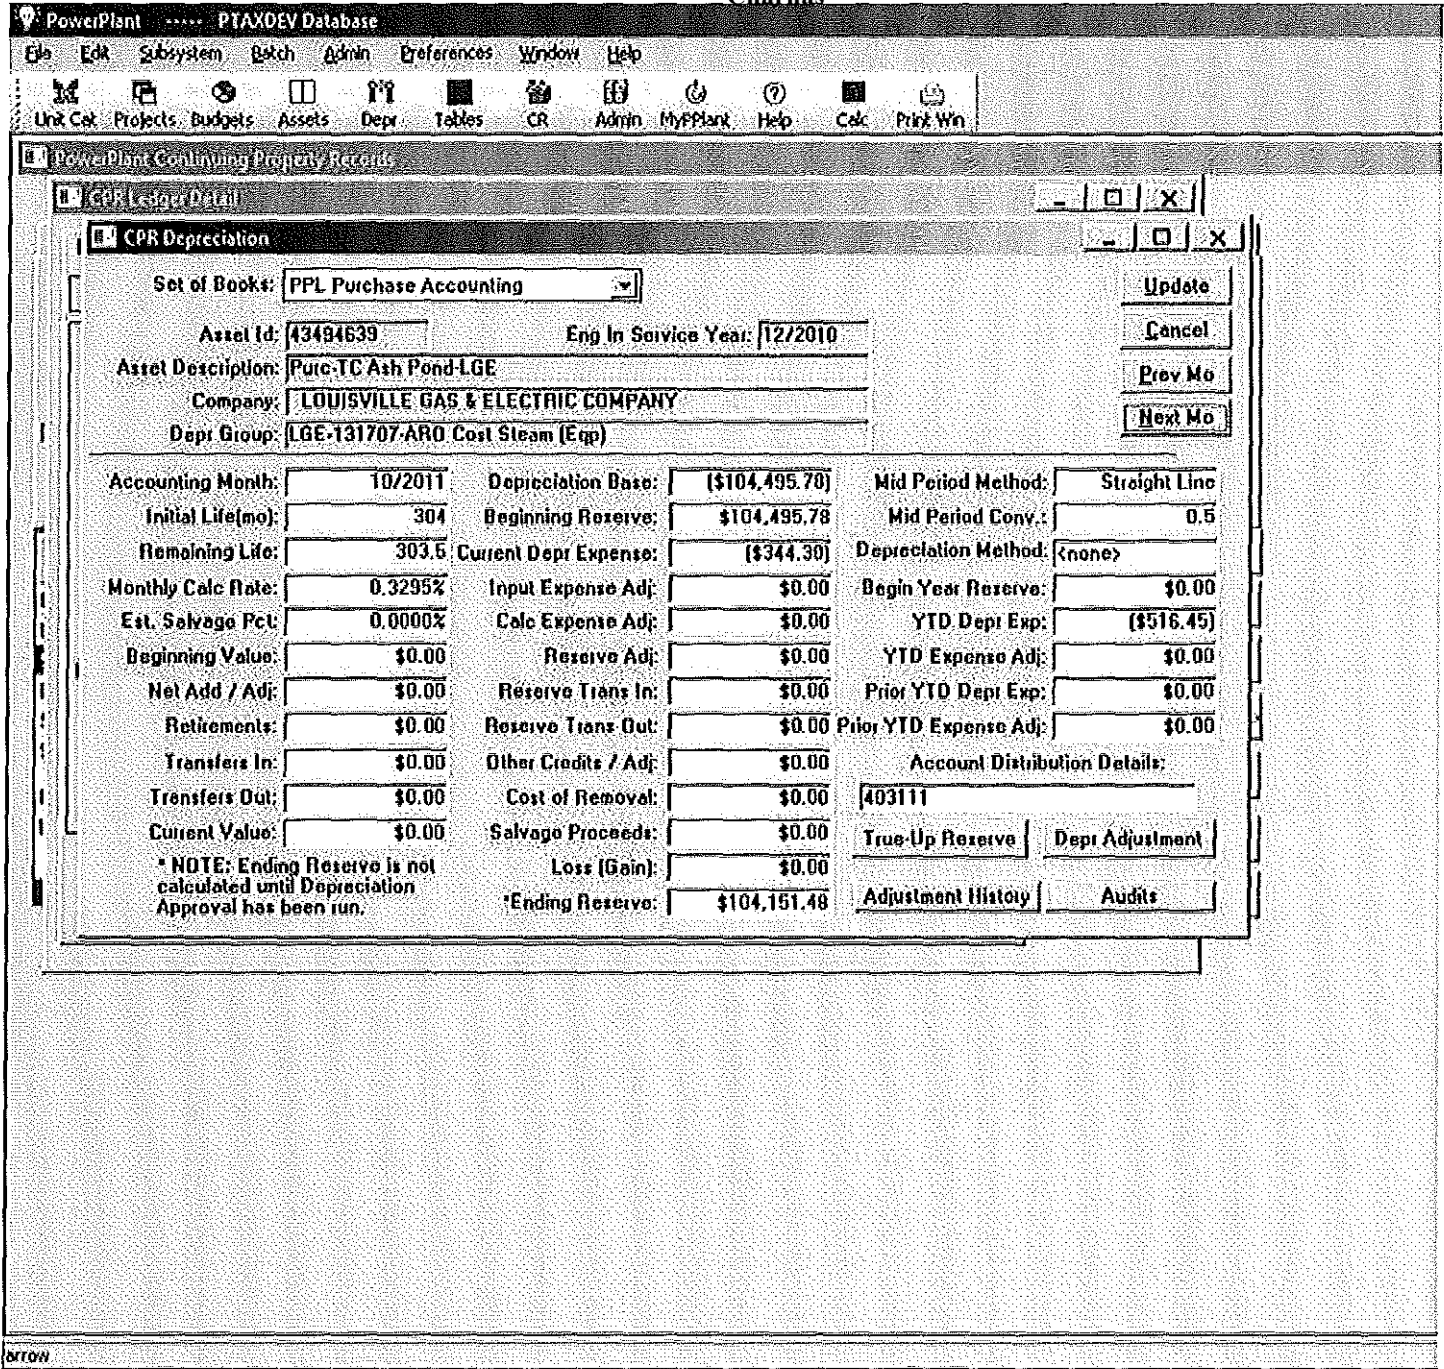 PowerPlant ----- PTAXDEV Database
File Edit Subsystem Batch Admin Preferences Window Help
Unit Cat Projects Budgets Assets Depr Tables CR Admin MyPPlant Help Calc Print Win
PowerPlant Continuing Property Records
CPR Ledger Detail
CPR Depreciation
Set of Books: PPL Purchase Accounting Update
Asset Id: 43494639 Eng In Service Year: 12/2010 Cancel
Asset Description: Purc-TC Ash Pond-LGE Prev Mo
Company: LOUISVILLE GAS & ELECTRIC COMPANY
Depr Group: LGE-131707-ARO Cost Steam (Eqp) Next Mo
Accounting Month: 10/2011 Depreciation Base: ($104,495.78) Mid Period Method: Straight Line
Initial Life(mo): 304 Beginning Reserve: $104,495.78 Mid Period Conv.: 0.5
Remaining Life: 303.5 Current Depr Expense: ($344.30) Depreciation Method: <none>
Monthly Calc Rate: 0.3295% Input Expense Adj: $0.00 Begin Year Reserve: $0.00
Est. Salvage Pct: 0.0000% Calc Expense Adj: $0.00 YTD Depr Exp: ($516.45)
Beginning Value: $0.00 Reserve Adj: $0.00 YTD Expense Adj: $0.00
Net Add / Adj: $0.00 Reserve Trans In: $0.00 Prior YTD Depr Exp: $0.00
Retirements: $0.00 Reserve Trans Out: $0.00 Prior YTD Expense Adj: $0.00
Transfers In: $0.00 Other Credits / Adj: $0.00 Account Distribution Details:
Transfers Out: $0.00 Cost of Removal: $0.00 403111
Current Value: $0.00 Salvage Proceeds: $0.00 True-Up Reserve Depr Adjustment
* NOTE: Ending Reserve is not Loss (Gain): $0.00
calculated until Depreciation
Approval has been run. *Ending Reserve: $104,151.48 Adjustment History Audits
arrow